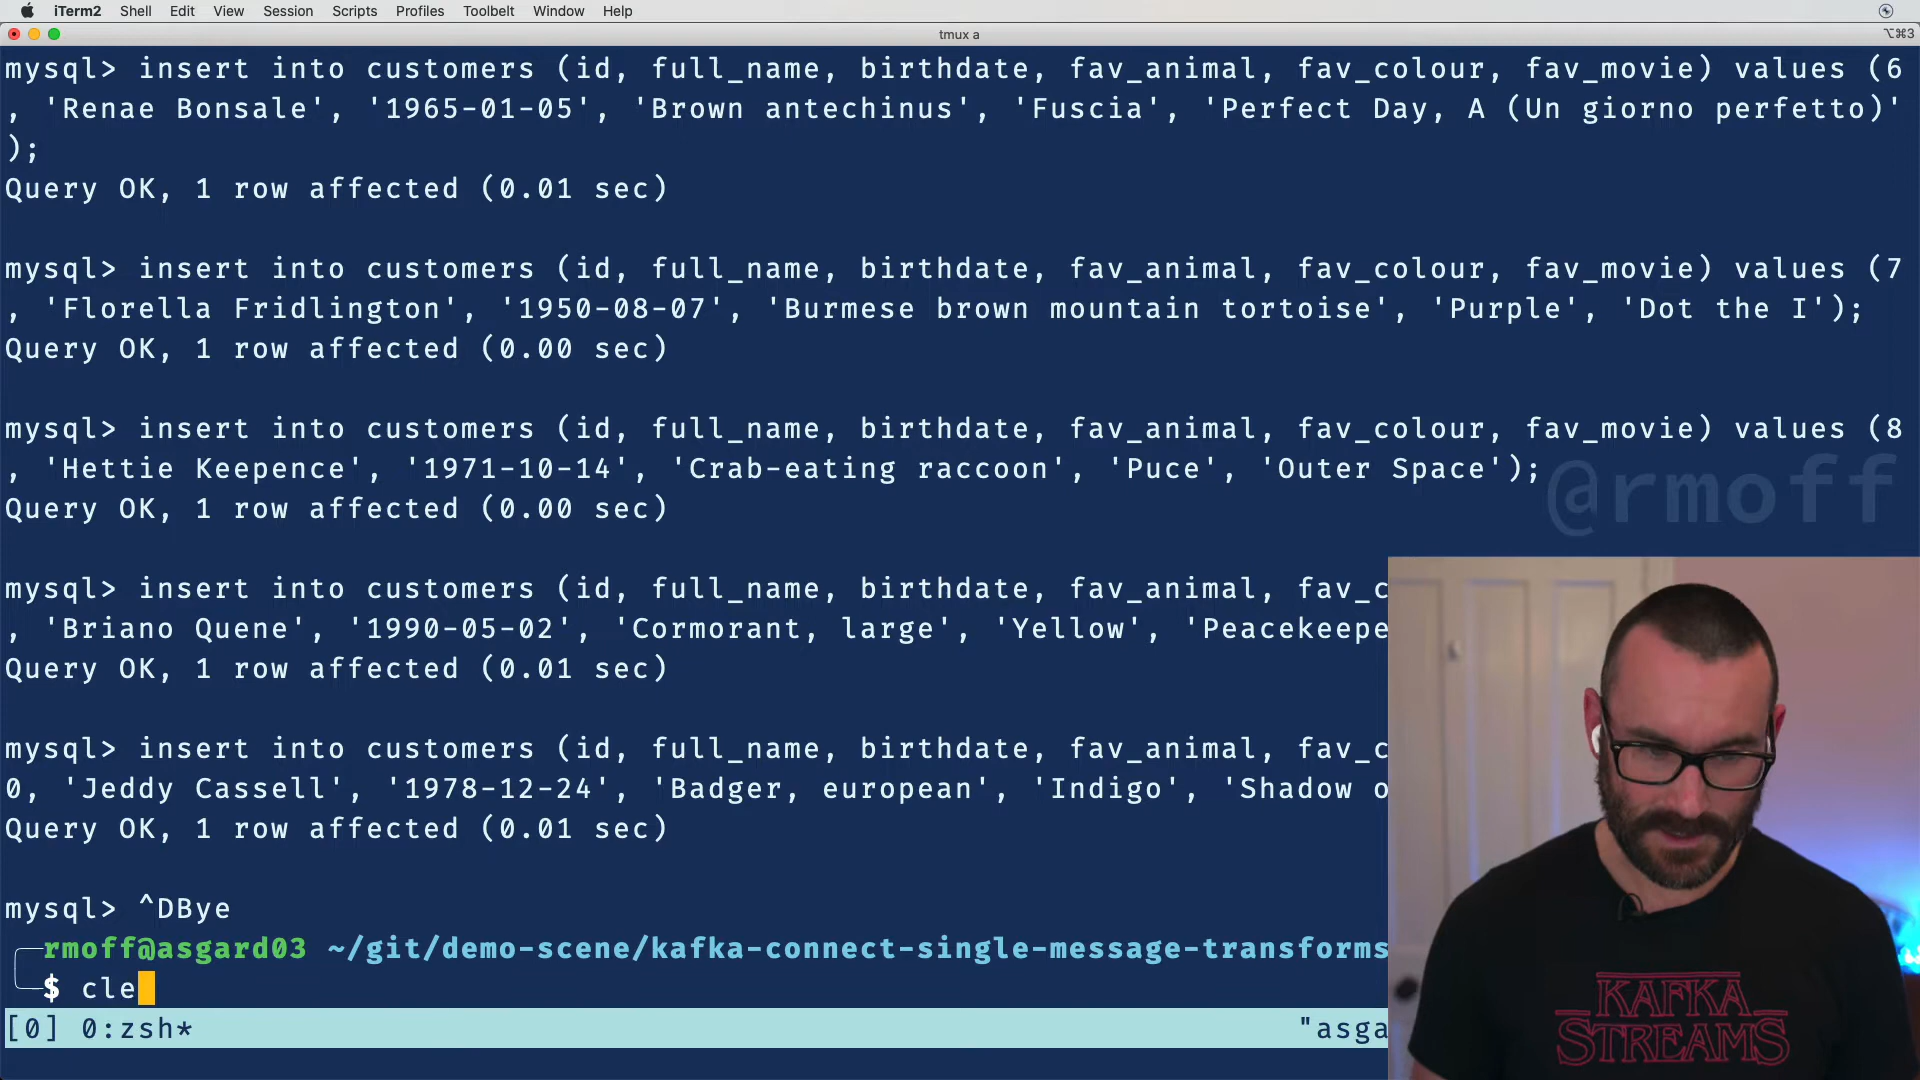 iTerm2 Shell Edit View Session Scripts Profiles Toolbelt Window Help
tmux a ⌥⌘3
mysql> insert into customers (id, full_name, birthdate, fav_animal, fav_colour, fav_movie) values (6
, 'Renae Bonsale', '1965-01-05', 'Brown antechinus', 'Fuscia', 'Perfect Day, A (Un giorno perfetto)'
);
Query OK, 1 row affected (0.01 sec)
mysql> insert into customers (id, full_name, birthdate, fav_animal, fav_colour, fav_movie) values (7
, 'Florella Fridlington', '1950-08-07', 'Burmese brown mountain tortoise', 'Purple', 'Dot the I');
Query OK, 1 row affected (0.00 sec)
mysql> insert into customers (id, full_name, birthdate, fav_animal, fav_colour, fav_movie) values (8
, 'Hettie Keepence', '1971-10-14', 'Crab-eating raccoon', 'Puce', 'Outer Space');
@rmoff
Query OK, 1 row affected (0.00 sec)
mysql> insert into customers (id, full_name, birthdate, fav_animal, fav_c
, 'Briano Quene', '1990-05-02', 'Cormorant, large', 'Yellow', 'Peacekeepe
Query OK, 1 row affected (0.01 sec)
mysql> insert into customers (id, full_name, birthdate, fav_animal, fav_c
0, 'Jeddy Cassell', '1978-12-24', 'Badger, european', 'Indigo', 'Shadow o
Query OK, 1 row affected (0.01 sec)
mysql> ^DBye
rmoff@asgard03 ~/git/demo-scene/kafka-connect-single-message-transforms
$ cle
[0] 0:zsh* "asga
KAFKA
STREAMS